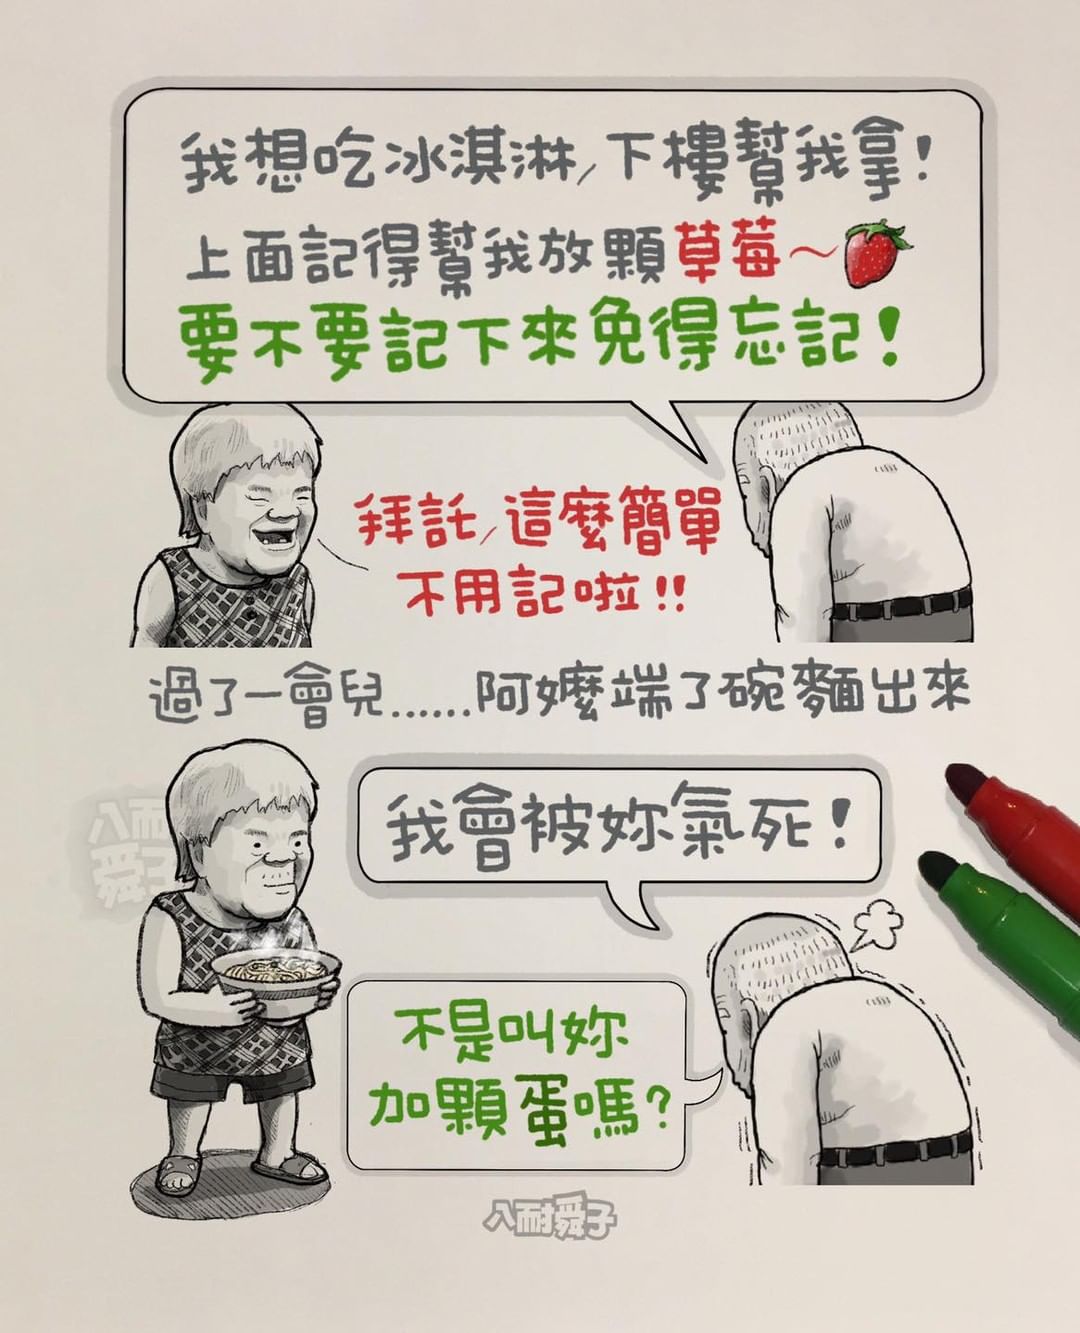 我想吃冰淇淋,下樓幫我拿!
上面記得幫我放顆草莓~
要不要記下來免得忘記!
拜託,這麼簡單
不用記啦!!
過了一會兒......阿嬤端了碗麵出來
我會被妳氣死!
不是叫妳
加顆蛋嗎?
八耐舜子
八耐舜子